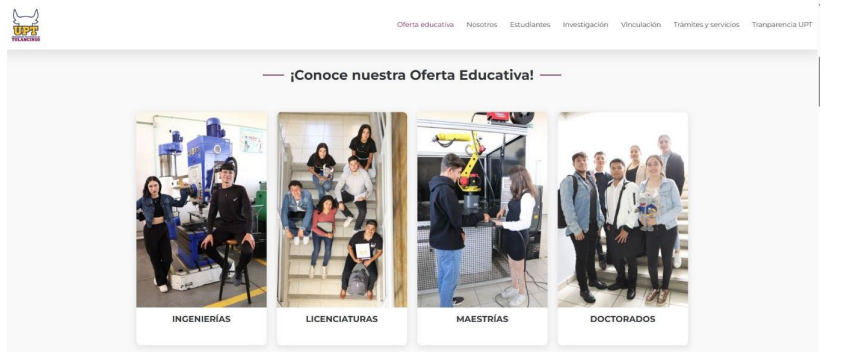 UPT
TULANCINGO
Oferta educativa Nosotros Estudiantes Investigación Vinculación Trámites y servicios Tranparencia UPT
¡Conoce nuestra Oferta Educativa!
INGENIERÍAS
LICENCIATURAS
MAESTRÍAS
DOCTORADOS